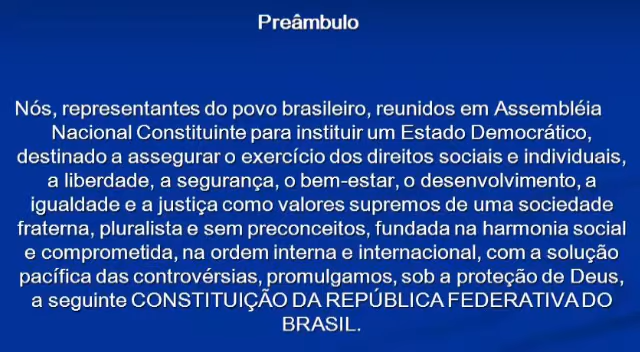 Preâmbulo
Nós, representantes do povo brasileiro, reunidos em Assembléia
Nacional Constituinte para instituir um Estado Democrático,
destinado a assegurar o exercício dos direitos sociais e individuais,
a liberdade, a segurança, o bem-estar, o desenvolvimento, a
igualdade e a justiça como valores supremos de uma sociedade
fraterna, pluralista e sem preconceitos, fundada na harmonia social
e comprometida, na ordem interna e internacional, com a solução
pacífica das controvérsias, promulgamos, sob a proteção de Deus,
a seguinte CONSTITUIÇÃO DA REPÚBLICA FEDERATIVA DO
BRASIL.